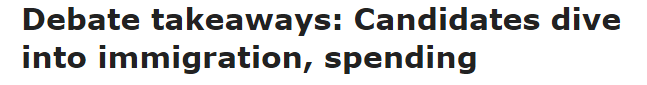 Debate takeaways: Candidates dive
into immigration, spending